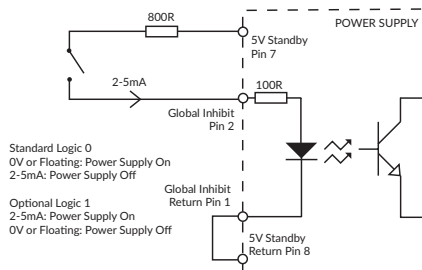 800R
POWER SUPPLY
5V Standby
Pin 7
2-5mA
100R
Global Inhibit
Pin 2
Standard Logic 0
0V or Floating: Power Supply On
2-5mA: Power Supply Off
Optional Logic 1
2-5mA: Power Supply On
0V or Floating: Power Supply Off
Global Inhibit
Return Pin 1
5V Standby
Return Pin 8